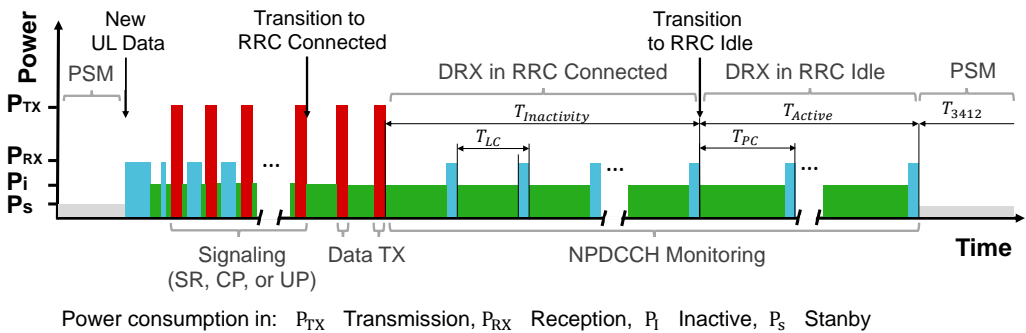 New
UL Data
Transition to
RRC Connected
Transition
to RRC Idle
Power
PSM
DRX in RRC Connected
DRX in RRC Idle
PSM
P_TX
T_Inactivity
T_Active
T_3412
T_LC
T_PC
P_RX
...
...
...
P_i
P_s
Time
Signaling
(SR, CP, or UP)
Data TX
NPDCCH Monitoring
Power consumption in: P_TX Transmission, P_RX Reception, P_I Inactive, P_s Stanby